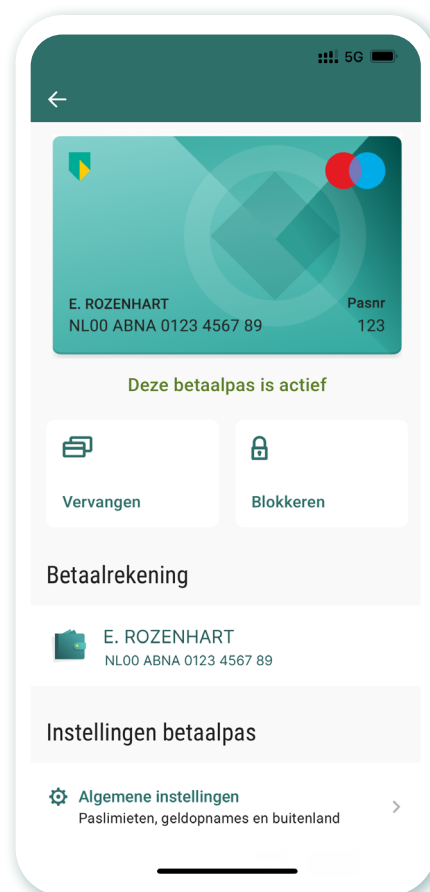 5G
E. ROZENHART
Pasnr
NL00 ABNA 0123 4567 89
123
Deze betaalpas is actief
Vervangen
Blokkeren
Betaalrekening
E. ROZENHART
NL00 ABNA 0123 4567 89
Instellingen betaalpas
Algemene instellingen
Paslimieten, geldopnames en buitenland